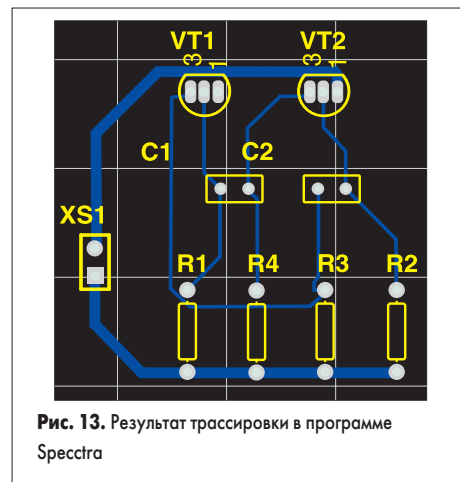 VT1 VT2
3 1 3 1
C1 C2
XS1
R1 R4 R3 R2
Рис. 13. Результат трассировки в программе
Specctra